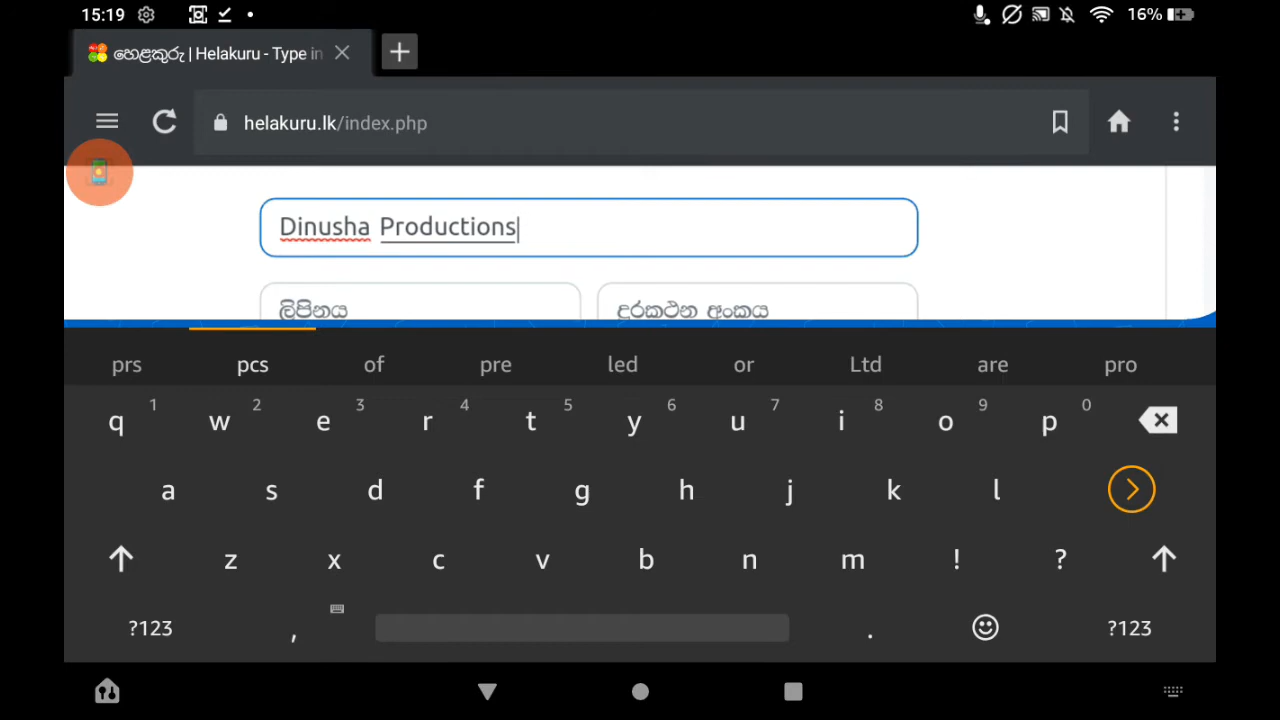 15:19
16%
හෙළකුරු | Helakuru - Type in
helakuru.lk/index.php
Dinusha Productions
ලිපිනය දුරකථන අංකය
prs pcs of pre led or Ltd are pro
1 2 3 4 5 6 7 8 9 0
q w e r t y u i o p
a s d f g h j k l
z x c v b n m ! ?
?123 , . ?123